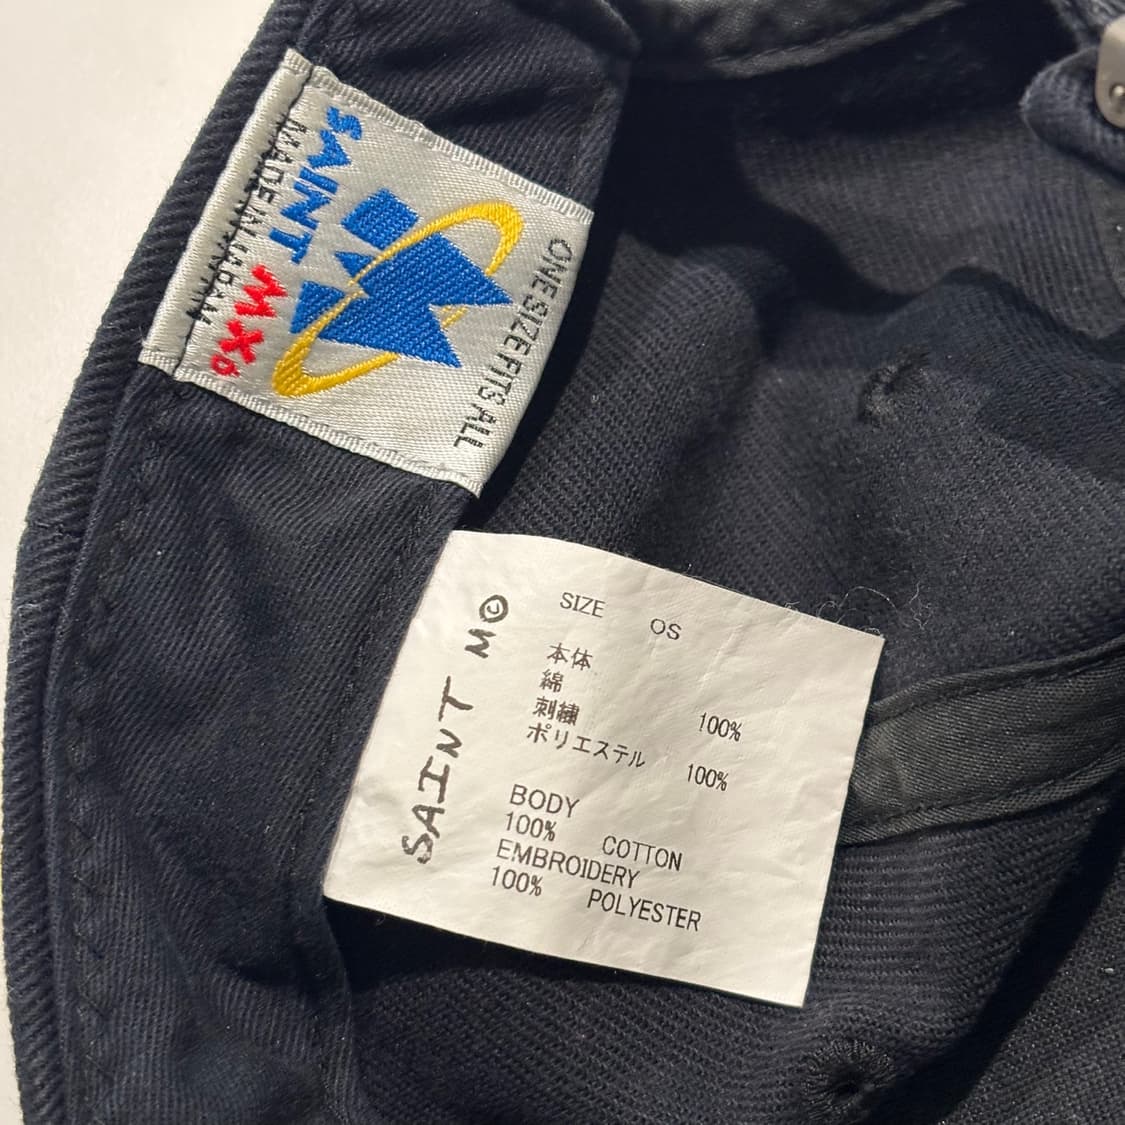 SAINT Mxo
MADE IN JAPAN
ONE SIZE FITS ALL
SAINT M©
SIZE OS
本体
綿 100%
刺繍
ポリエステル 100%
BODY
100% COTTON
EMBROIDERY
100% POLYESTER